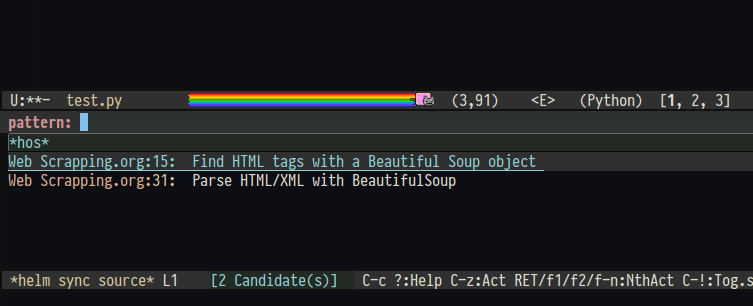 U:**-  test.py (3,91) <E> (Python) [1, 2, 3]
pattern:
*hos*
Web Scrapping.org:15: Find HTML tags with a Beautiful Soup object
Web Scrapping.org:31: Parse HTML/XML with BeautifulSoup
*helm sync source* L1 [2 Candidate(s)] C-c ?:Help C-z:Act RET/f1/f2/f-n:NthAct C-!:Tog.s